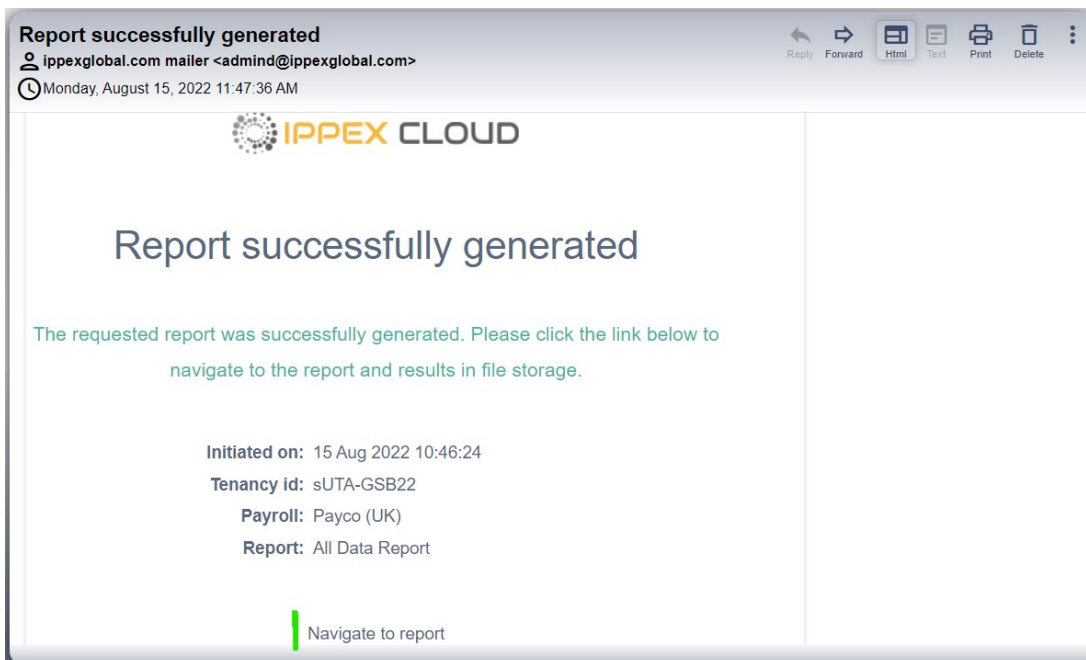 Report successfully generated
ippexglobal.com mailer <admind@ippexglobal.com>
Monday, August 15, 2022 11:47:36 AM
Reply Forward Html Text Print Delete
IPPEX CLOUD
Report successfully generated
The requested report was successfully generated. Please click the link below to
navigate to the report and results in file storage.
Initiated on: 15 Aug 2022 10:46:24
Tenancy id: sUTA-GSB22
Payroll: Payco (UK)
Report: All Data Report
Navigate to report